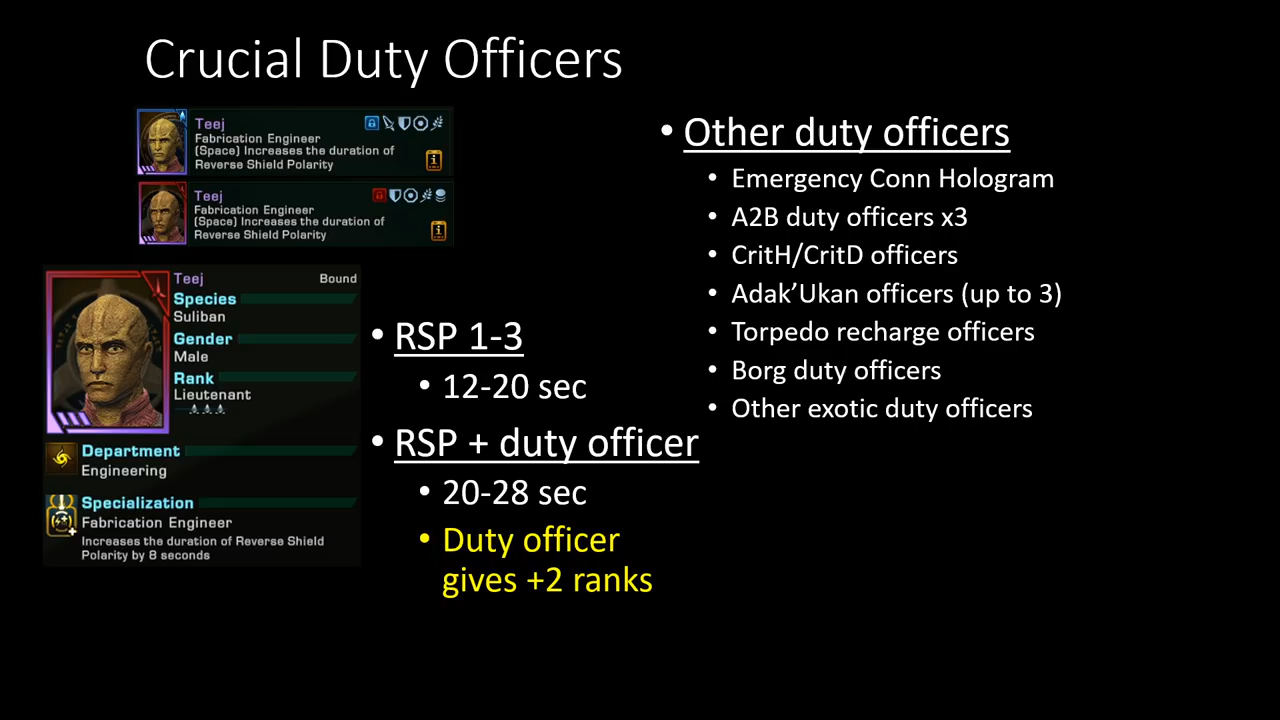 Crucial Duty Officers
Teej
Fabrication Engineer
(Space) Increases the duration of
Reverse Shield Polarity
Teej
Fabrication Engineer
(Space) Increases the duration of
Reverse Shield Polarity
Teej Bound
Species
Suliban
Gender
Male
Rank
Lieutenant
Department
Engineering
Specialization
Fabrication Engineer
Increases the duration of Reverse Shield
Polarity by 8 seconds
• RSP 1-3
• 12-20 sec
• RSP + duty officer
• 20-28 sec
• Duty officer
gives +2 ranks
• Other duty officers
• Emergency Conn Hologram
• A2B duty officers x3
• CritH/CritD officers
• Adak’Ukan officers (up to 3)
• Torpedo recharge officers
• Borg duty officers
• Other exotic duty officers